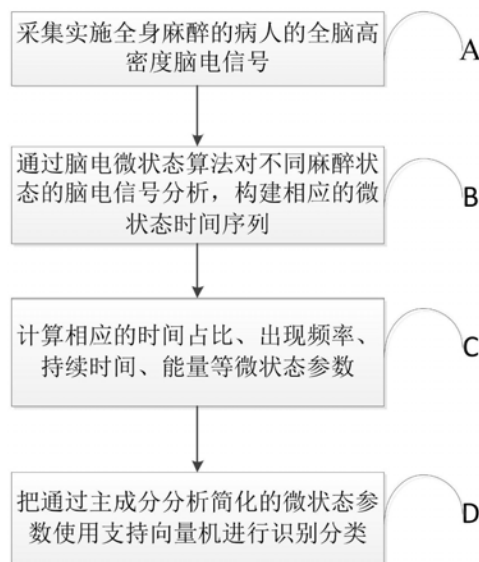 采集实施全身麻醉的病人的全脑高
密度脑电信号
A
通过脑电微状态算法对不同麻醉状
态的脑电信号分析，构建相应的微
状态时间序列
B
计算相应的时间占比、出现频率、
持续时间、能量等微状态参数
C
把通过主成分分析简化的微状态参
数使用支持向量机进行识别分类
D